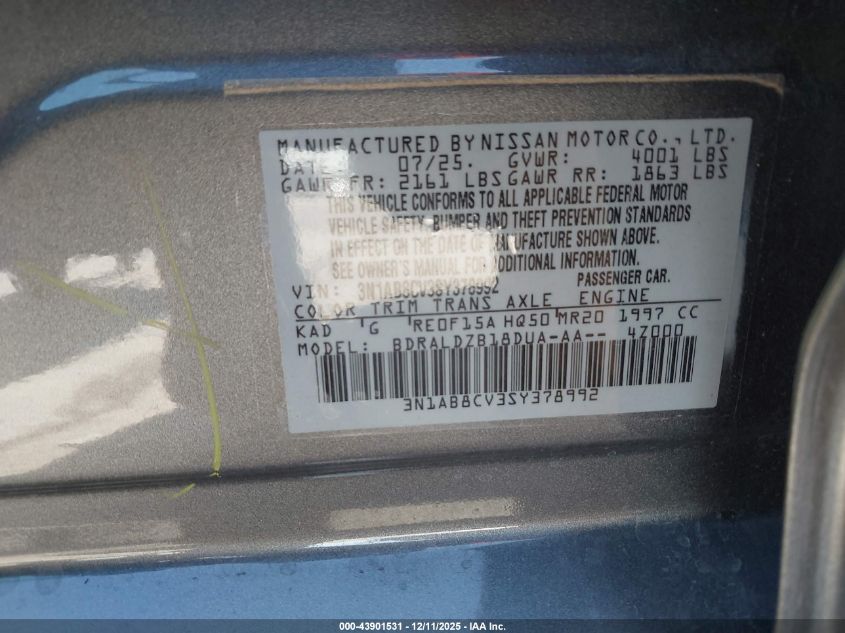 MANUFACTURED BY NISSAN MOTOR CO., LTD.
DATE 07/25. GVWR: 4001 LBS
GAWR FR: 2161 LBS GAWR RR: 1863 LBS
THIS VEHICLE CONFORMS TO ALL APPLICABLE FEDERAL MOTOR
VEHICLE SAFETY, BUMPER AND THEFT PREVENTION STANDARDS
IN EFFECT ON THE DATE OF MANUFACTURE SHOWN ABOVE.
SEE OWNER'S MANUAL FOR ADDITIONAL INFORMATION.
VIN: 3N1AB8CV3SY378992 PASSENGER CAR.
COLOR TRIM TRANS AXLE ENGINE
KAD G RE0F15A HQ50 MR20 1997 CC
MODEL: BDRALDZB18DUA-AA-- 4Z000
3N1AB8CV3SY378992
000-43901531 - 12/11/2025 - IAA Inc.